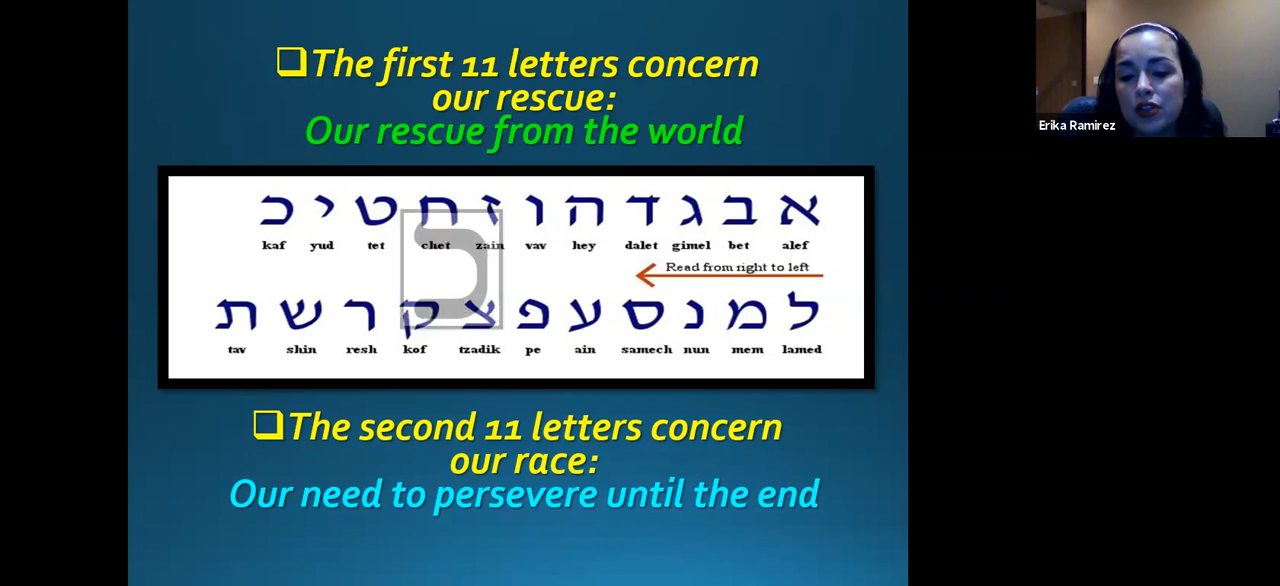 ❑The first 11 letters concern
our rescue:
Our rescue from the world
א ב ג ד ה ו ז ח ט י כ
alef bet gimel dalet hey vav zain chet tet yud kaf
Read from right to left
ל מ נ ס ע פ צ ק ר ש ת
lamed mem nun samech ain pe tzadik kof resh shin tav
כ
❑The second 11 letters concern
our race:
Our need to persevere until the end
Erika Ramirez